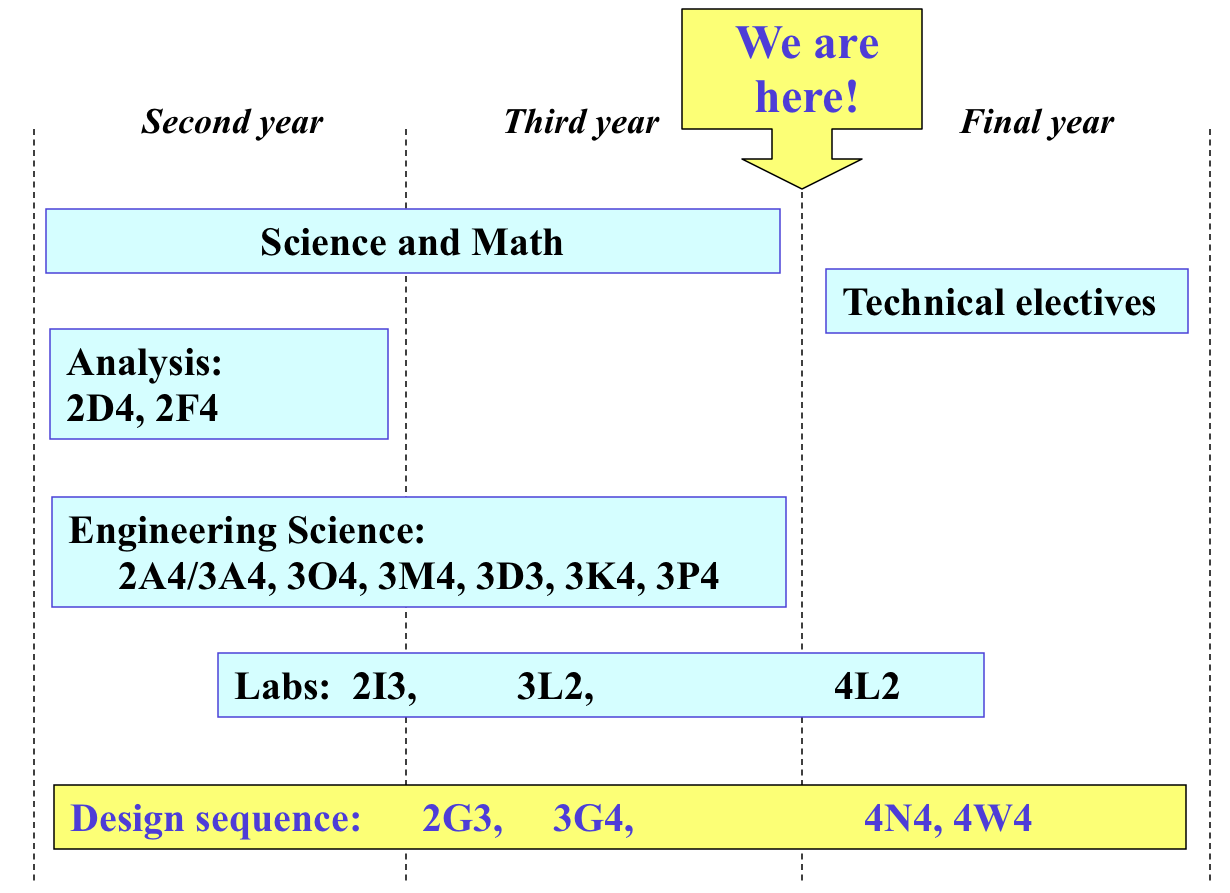 We are
here!
Second year
Third year
Final year
Science and Math
Technical electives
Analysis:
2D4, 2F4
Engineering Science:
2A4/3A4, 3O4, 3M4, 3D3, 3K4, 3P4
Labs: 2I3, 3L2, 4L2
Design sequence: 2G3, 3G4, 4N4, 4W4